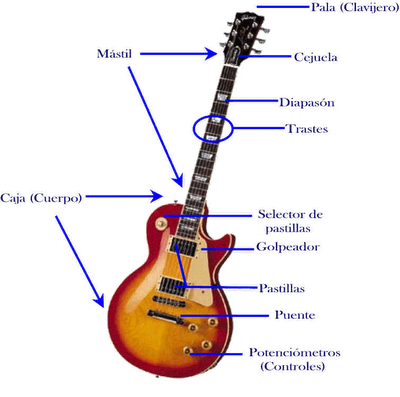 Pala (Clavijero)
Mástil
Cejuela
Diapasón
Trastes
Caja (Cuerpo)
Selector de
pastillas
Golpeador
Pastillas
Puente
Potenciómetros
(Controles)